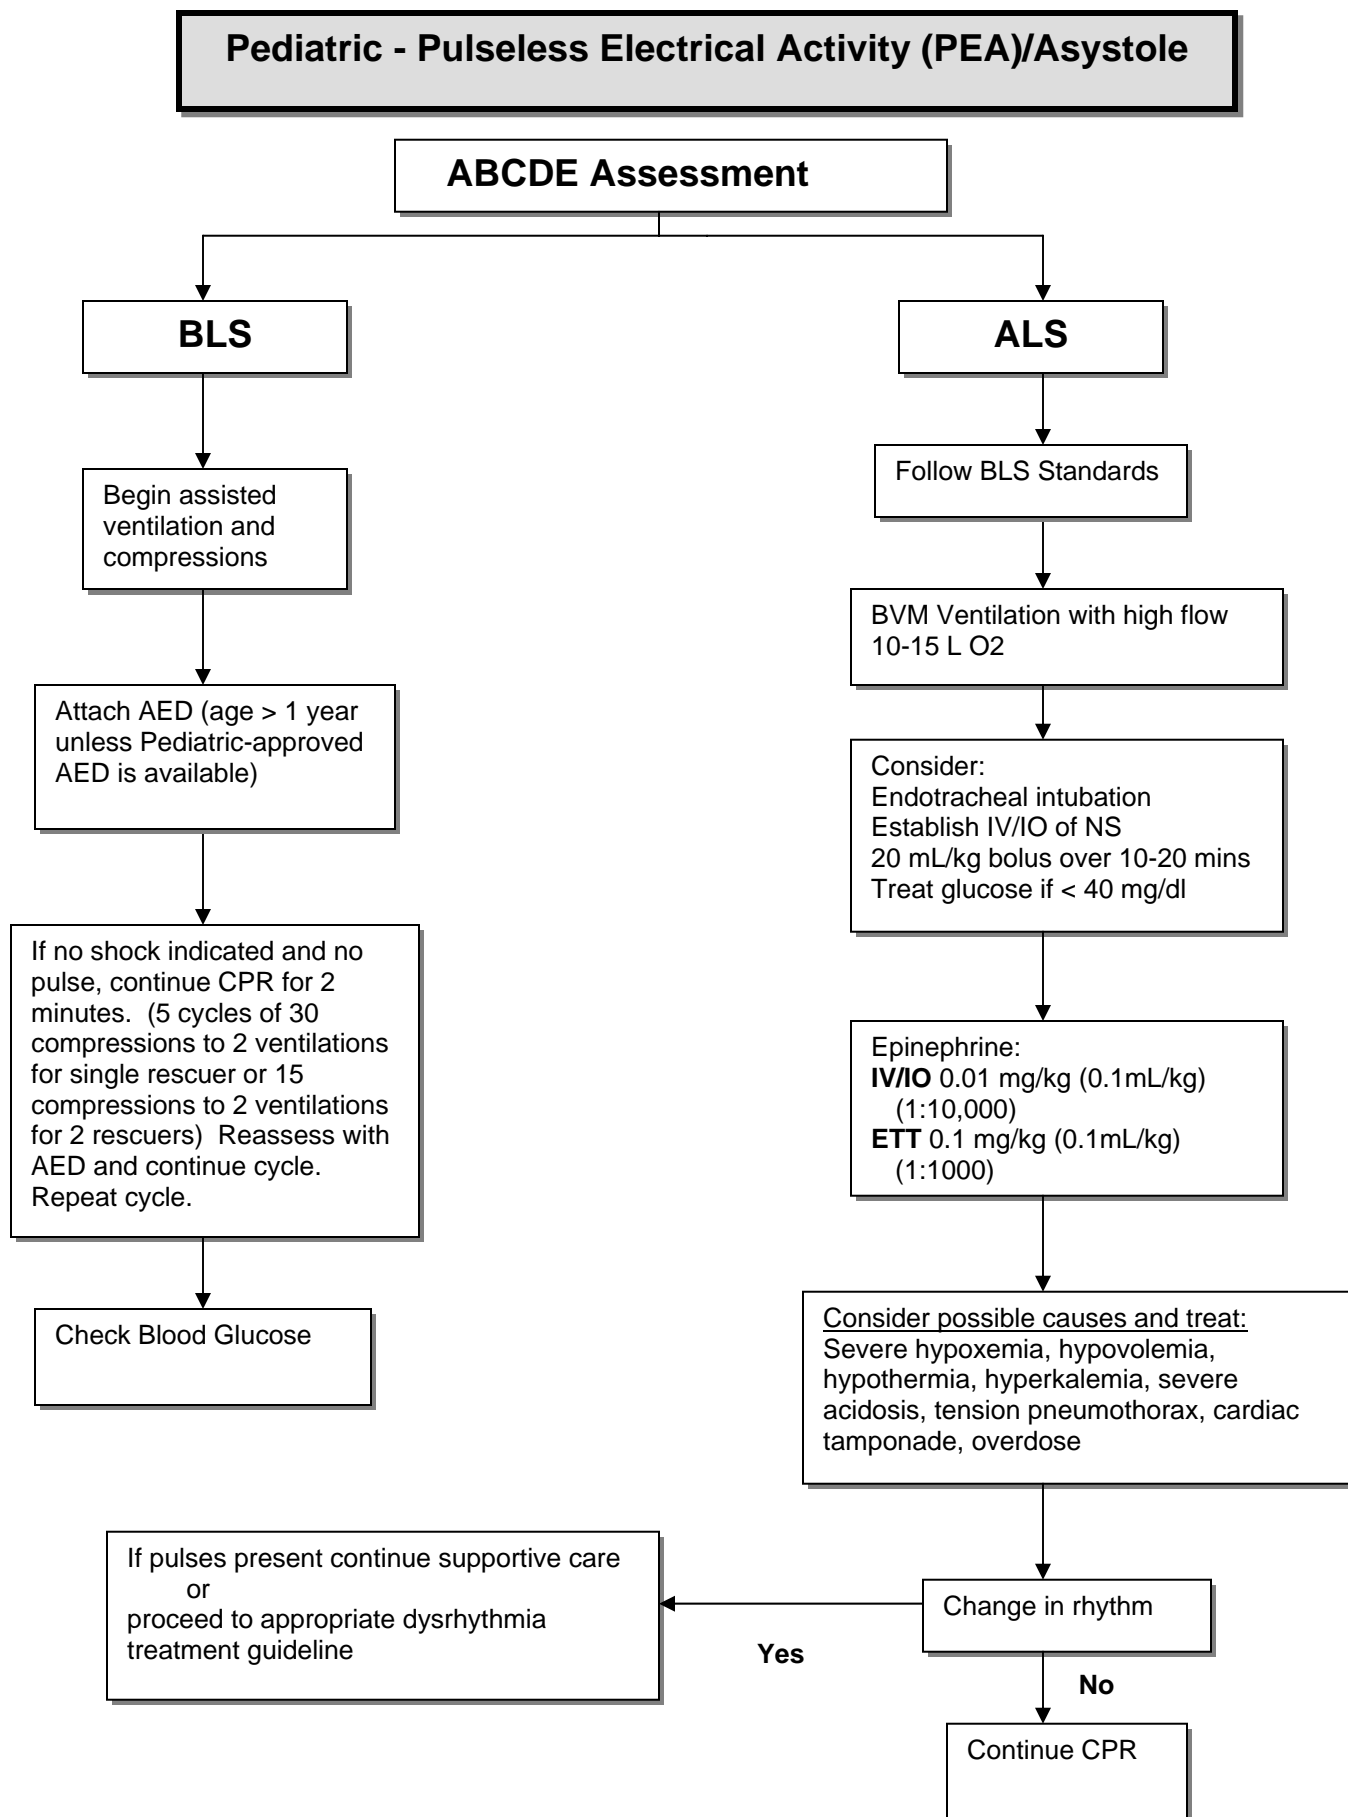 Pediatric - Pulseless Electrical Activity (PEA)/Asystole
ABCDE Assessment
BLS
Begin assisted
ventilation and
compressions
Attach AED (age > 1 year
unless Pediatric-approved
AED is available)
If no shock indicated and no
pulse, continue CPR for 2
minutes.  (5 cycles of 30
compressions to 2 ventilations
for single rescuer or 15
compressions to 2 ventilations
for 2 rescuers)  Reassess with
AED and continue cycle.
Repeat cycle.
Check Blood Glucose
ALS
Follow BLS Standards
BVM Ventilation with high flow
10-15 L O2
Consider:
Endotracheal intubation
Establish IV/IO of NS
20 mL/kg bolus over 10-20 mins
Treat glucose if < 40 mg/dl
Epinephrine:
IV/IO 0.01 mg/kg (0.1mL/kg)
(1:10,000)
ETT 0.1 mg/kg (0.1mL/kg)
(1:1000)
Consider possible causes and treat:
Severe hypoxemia, hypovolemia,
hypothermia, hyperkalemia, severe
acidosis, tension pneumothorax, cardiac
tamponade, overdose
Change in rhythm
Yes
If pulses present continue supportive care
or
proceed to appropriate dysrhythmia
treatment guideline
No
Continue CPR